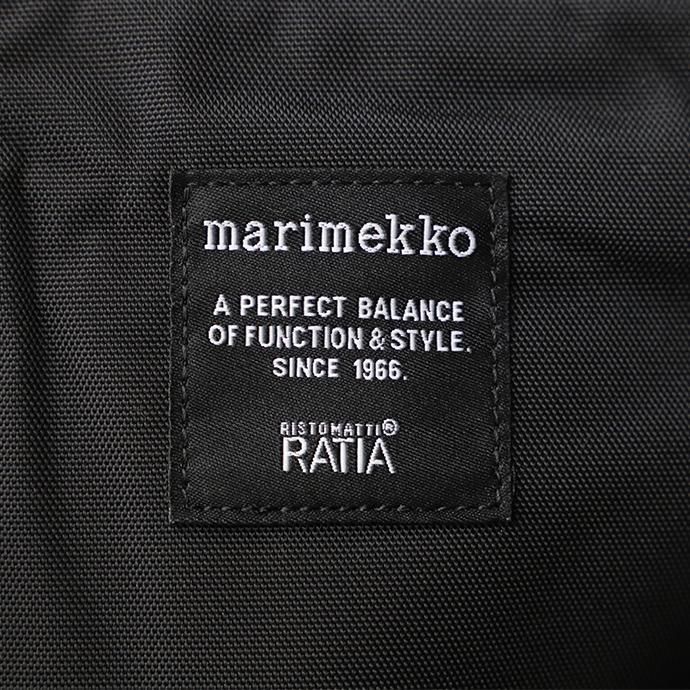 marimekko
A PERFECT BALANCE
OF FUNCTION & STYLE.
SINCE 1966.
RISTOMATTI®
RATIA